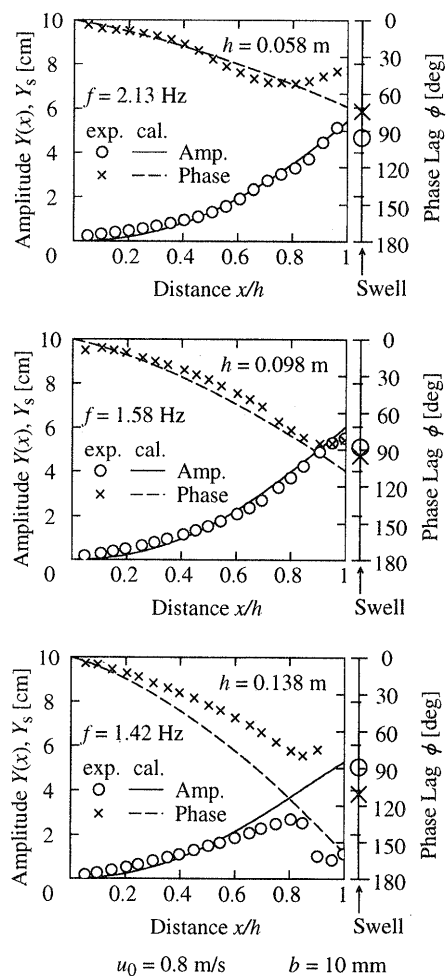 Amplitude Y(x), Yₛ [cm]
10
8
6
4
2
0
h = 0.058 m
f = 2.13 Hz
exp. cal.
Amp.
Phase
0
45
90
135
180
Phase Lag ϕ [deg]
0 0.2 0.4 0.6 0.8 1
Distance x/h
Swell
Amplitude Y(x), Yₛ [cm]
10
8
6
4
2
0
h = 0.098 m
f = 1.58 Hz
exp. cal.
Amp.
Phase
0
30
60
90
120
150
180
Phase Lag ϕ [deg]
0.2 0.4 0.6 0.8 1
Distance x/h
Swell
Amplitude Y(x), Yₛ [cm]
10
8
6
4
2
0
h = 0.138 m
f = 1.42 Hz
exp. cal.
Amp.
Phase
0
30
60
90
120
150
180
Phase Lag ϕ [deg]
0.2 0.4 0.6 0.8 1
Distance x/h
Swell
u₀ = 0.8 m/s b = 10 mm